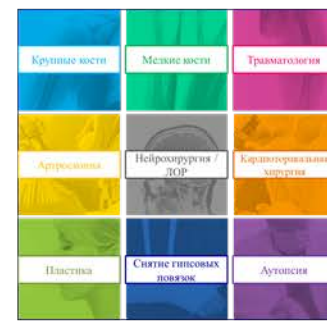 Крупные кости
Мелкие кости
Травматология
Артроскопия
Нейрохирургия /
ЛОР
Кардиоторакальная
хирургия
Пластика
Снятие гипсовых
повязок
Аутопсия